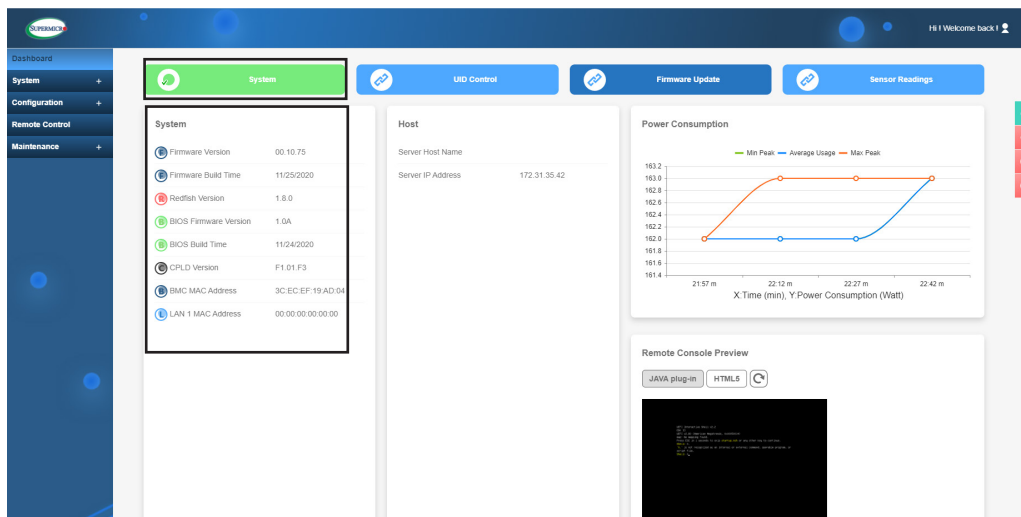 SUPERMICR
Hi ! Welcome back !
Dashboard
System +
Configuration +
Remote Control
Maintenance +
System
UID Control
Firmware Update
Sensor Readings
System
Firmware Version 00.10.75
Firmware Build Time 11/25/2020
Redfish Version 1.8.0
BIOS Firmware Version 1.0A
BIOS Build Time 11/24/2020
CPLD Version F1.01.F3
BMC MAC Address 3C:EC:EF:19:AD:04
LAN 1 MAC Address 00:00:00:00:00:00
Host
Server Host Name
Server IP Address 172.31.35.42
Power Consumption
Min Peak Average Usage Max Peak
163.2
163.0
162.8
162.6
162.4
162.2
162.0
161.8
161.6
161.4
21:57 m 22:12 m 22:27 m 22:42 m
X:Time (min), Y:Power Consumption (Watt)
Remote Console Preview
JAVA plug-in HTML5